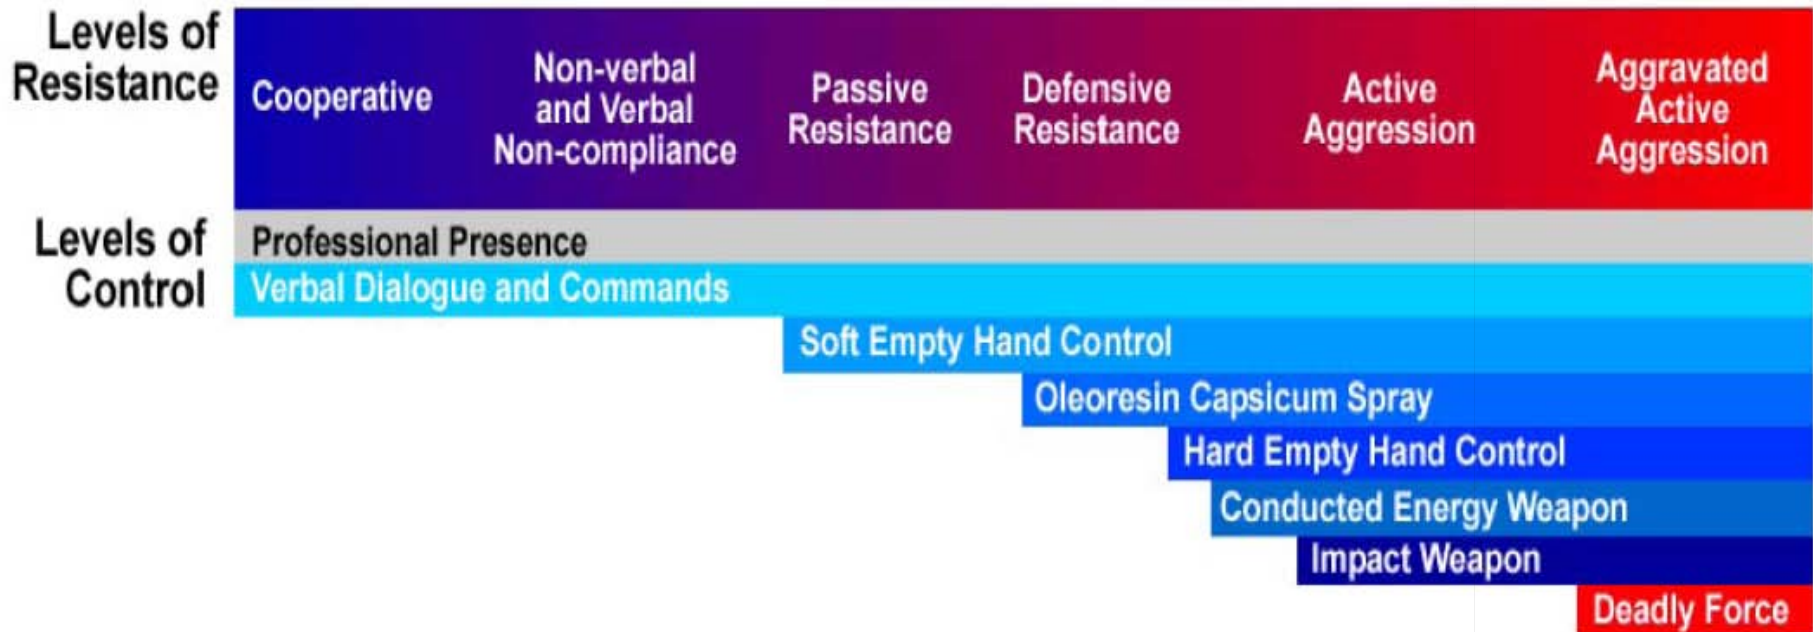 Levels of
Resistance
Cooperative
Non-verbal
and Verbal
Non-compliance
Passive
Resistance
Defensive
Resistance
Active
Aggression
Aggravated
Active
Aggression
Levels of
Control
Professional Presence
Verbal Dialogue and Commands
Soft Empty Hand Control
Oleoresin Capsicum Spray
Hard Empty Hand Control
Conducted Energy Weapon
Impact Weapon
Deadly Force